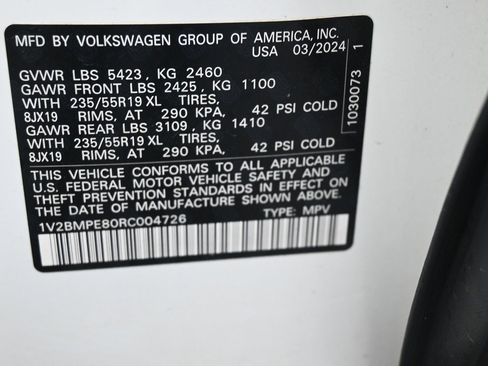 MFD BY VOLKSWAGEN GROUP OF AMERICA, INC.
USA 03/2024
GVWR LBS 5423 , KG 2460
GAWR FRONT LBS 2425 , KG 1100
WITH 235/55R19 XL TIRES,
8JX19 RIMS, AT 290 KPA, 42 PSI COLD
GAWR REAR LBS 3109 , KG 1410
WITH 235/55R19 XL TIRES,
8JX19 RIMS, AT 290 KPA, 42 PSI COLD
THIS VEHICLE CONFORMS TO ALL APPLICABLE
U.S. FEDERAL MOTOR VEHICLE SAFETY AND
THEFT PREVENTION STANDARDS IN EFFECT ON
THE DATE OF MANUFACTURE SHOWN ABOVE.
1V2BMPE80RC004726 TYPE: MPV
1030073 1